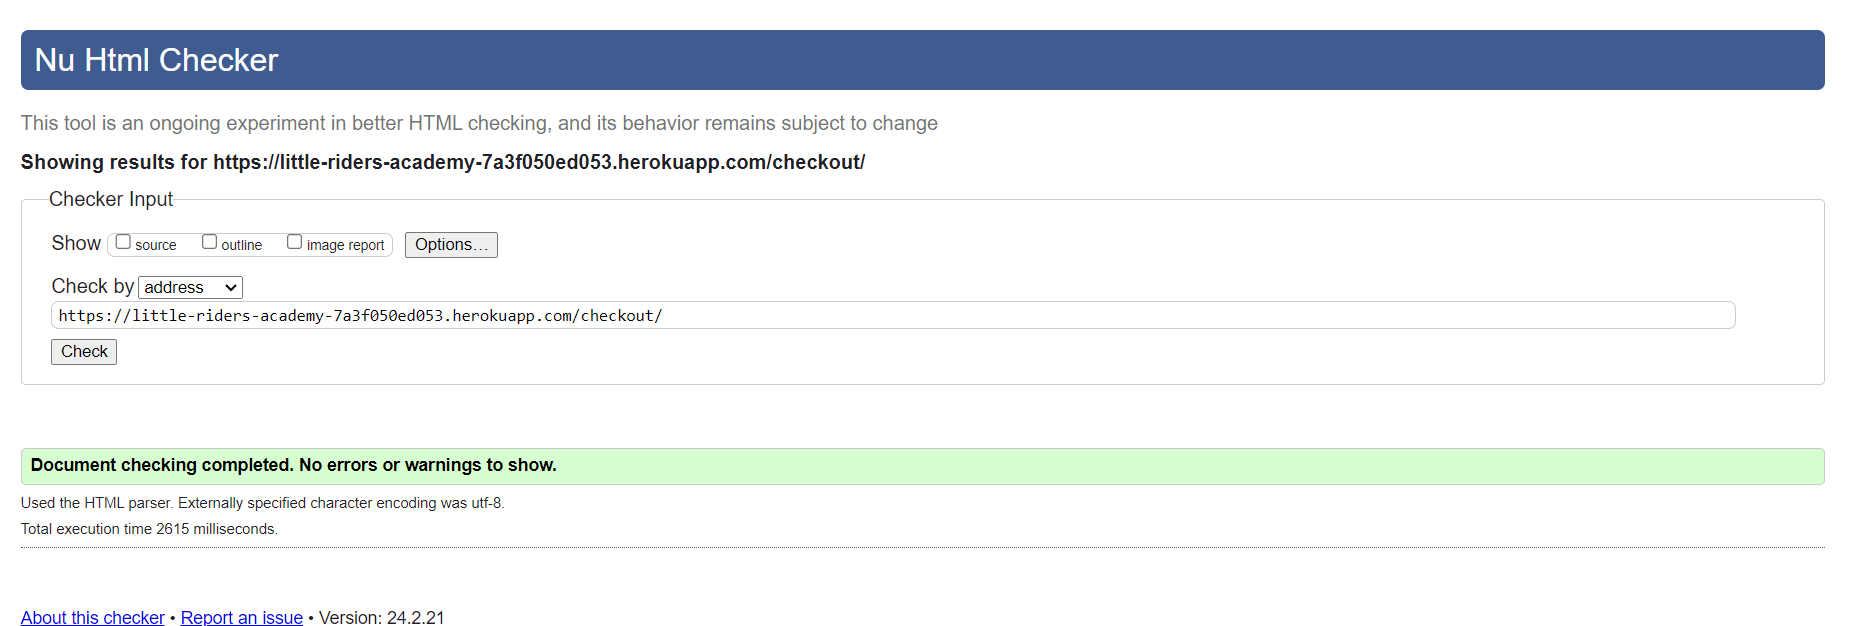 Nu Html Checker
This tool is an ongoing experiment in better HTML checking, and its behavior remains subject to change
Showing results for https://little-riders-academy-7a3f050ed053.herokuapp.com/checkout/
Checker Input
Show source outline image report Options...
Check by address
https://little-riders-academy-7a3f050ed053.herokuapp.com/checkout/
Check
Document checking completed. No errors or warnings to show.
Used the HTML parser. Externally specified character encoding was utf-8.
Total execution time 2615 milliseconds.
About this checker • Report an issue • Version: 24.2.21